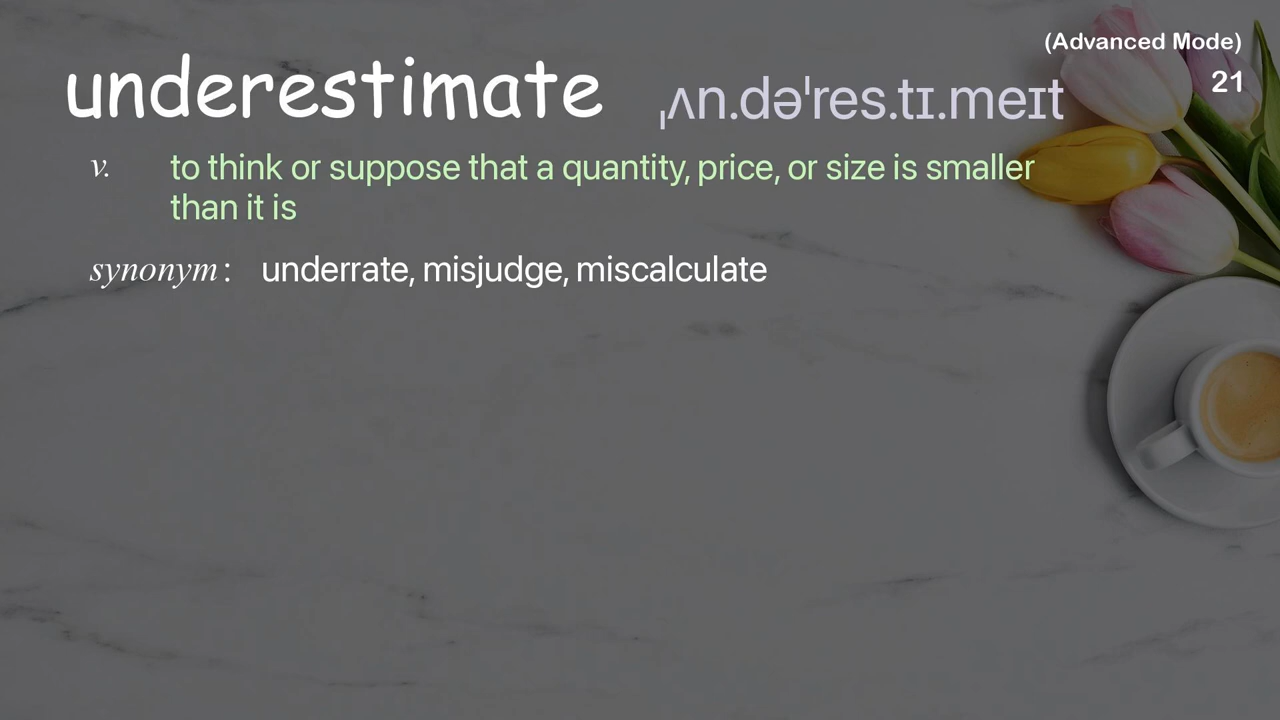 (Advanced Mode)
underestimate ˌʌn.dəˈres.tɪ.meɪt 21
v. to think or suppose that a quantity, price, or size is smaller
than it is
synonym : underrate, misjudge, miscalculate